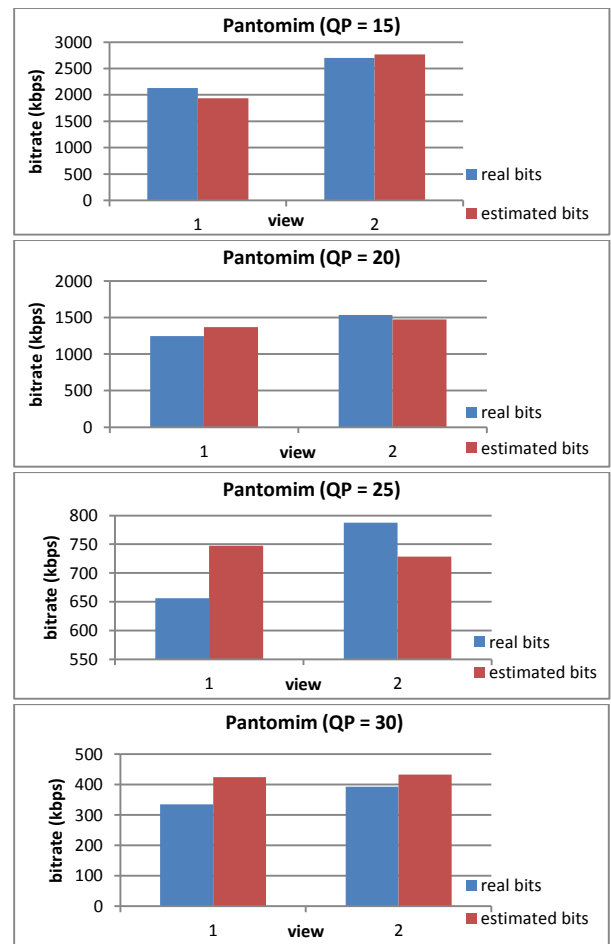 Pantomim (QP = 15)
bitrate (kbps)
3000
2500
2000
1500
1000
500
0
1
view
2
real bits
estimated bits
Pantomim (QP = 20)
bitrate (kbps)
2000
1500
1000
500
0
1
view
2
real bits
estimated bits
Pantomim (QP = 25)
bitrate (kbps)
800
750
700
650
600
550
1
view
2
real bits
estimated bits
Pantomim (QP = 30)
bitrate (kbps)
500
400
300
200
100
0
1
view
2
real bits
estimated bits